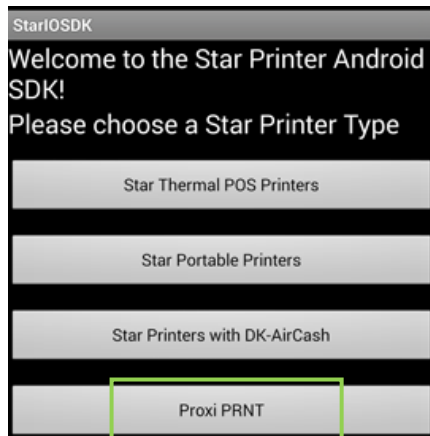 StarIOSDK
Welcome to the Star Printer Android
SDK!
Please choose a Star Printer Type
Star Thermal POS Printers
Star Portable Printers
Star Printers with DK-AirCash
Proxi PRNT